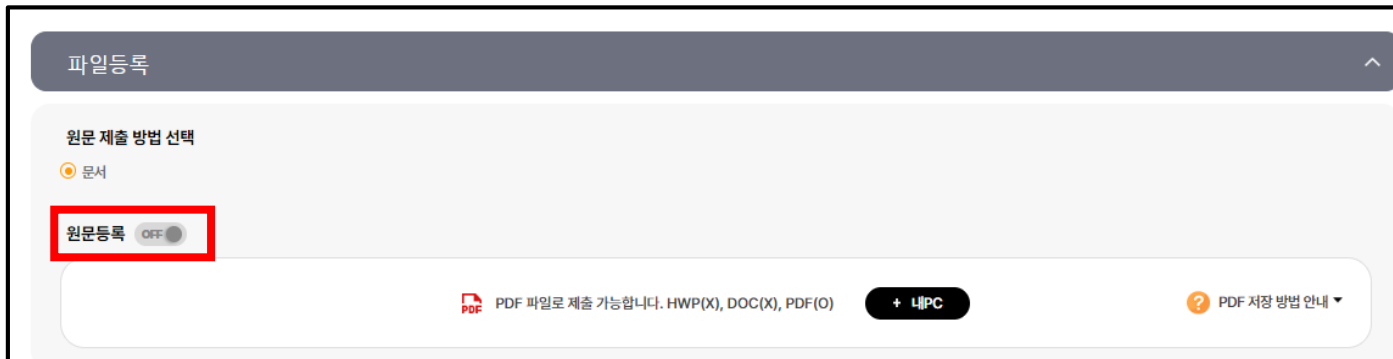 파일등록
원문 제출 방법 선택
문서
원문등록 OFF
PDF PDF 파일로 제출 가능합니다. HWP(X), DOC(X), PDF(O) + 내PC ? PDF 저장 방법 안내